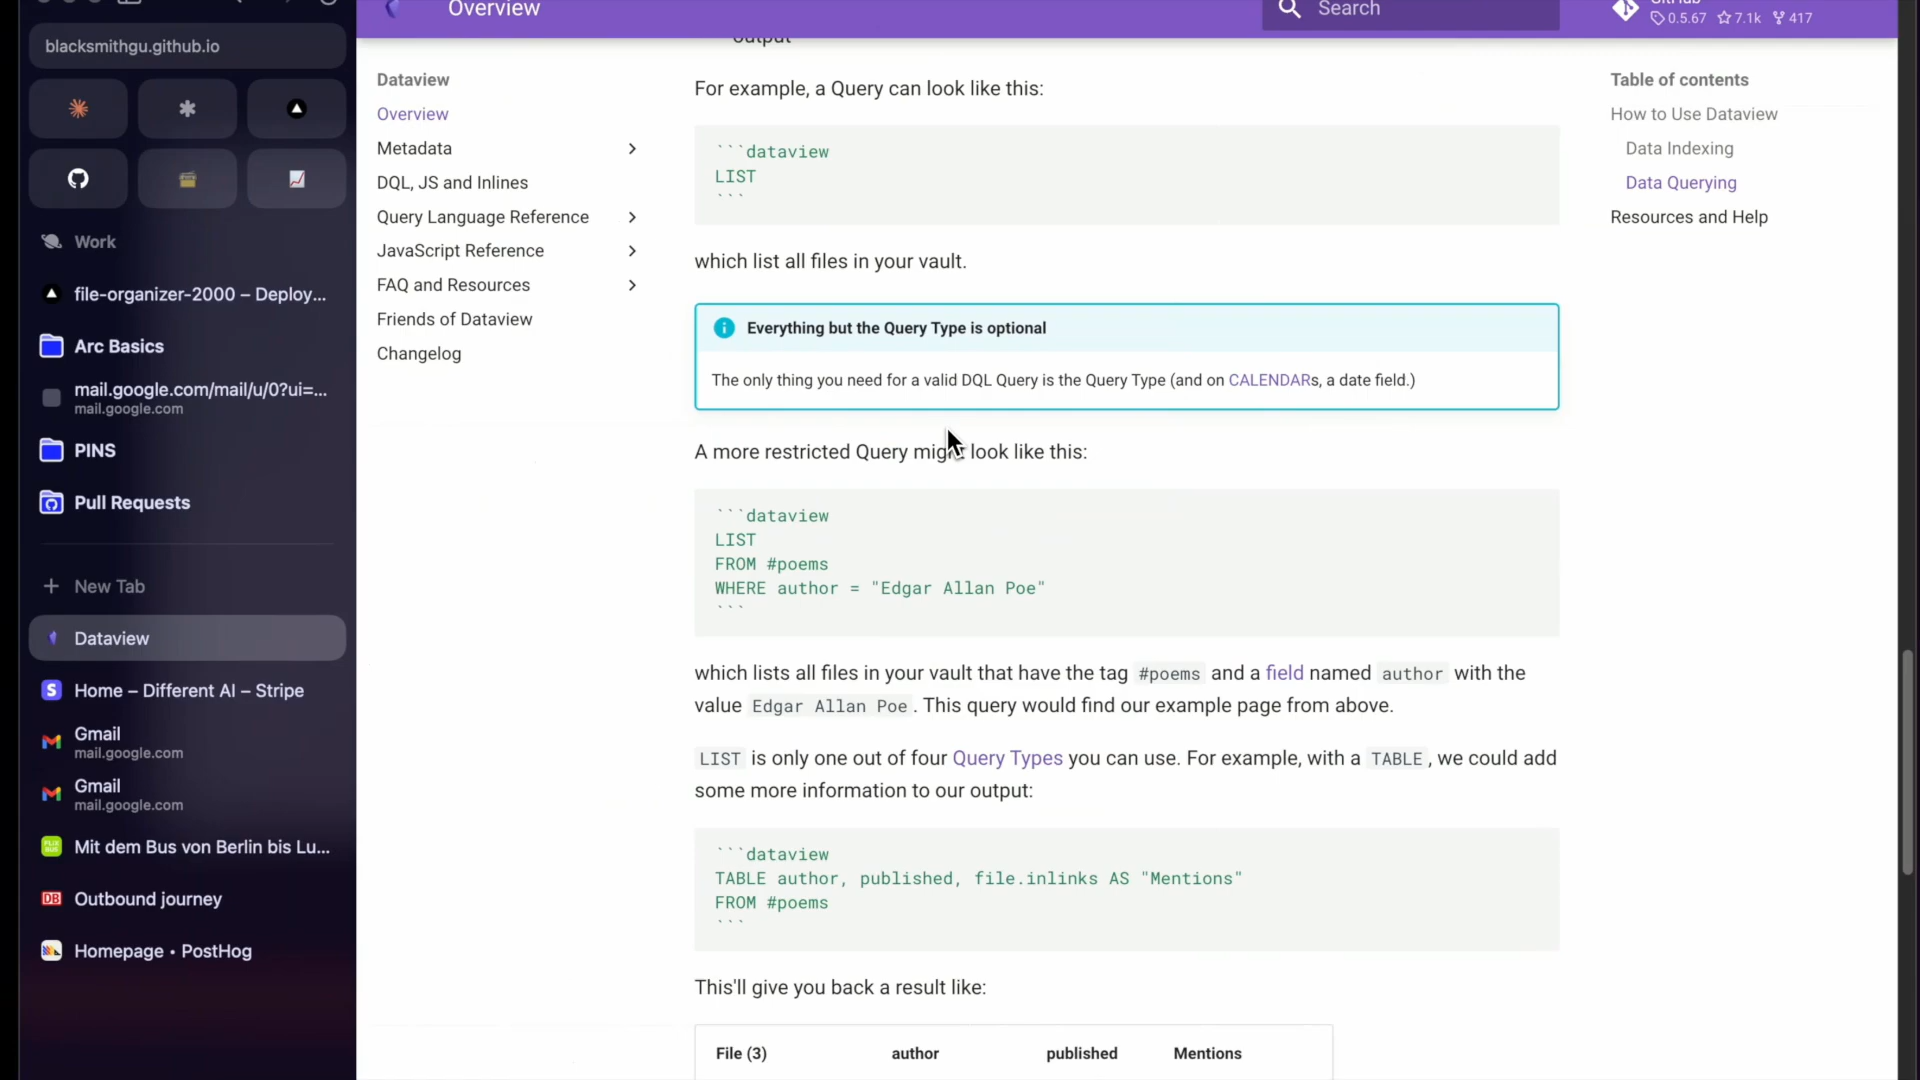 blacksmithgu.github.io
Work
file-organizer-2000 – Deploy...
Arc Basics
mail.google.com/mail/u/0?ui=...
mail.google.com
PINS
Pull Requests
New Tab
Dataview
Home – Different AI – Stripe
Gmail
mail.google.com
Gmail
mail.google.com
Mit dem Bus von Berlin bis Lu...
DB
Outbound journey
Homepage • PostHog
Overview
Search
GitHub
0.5.67 7.1k 417
Dataview
Overview
Metadata
DQL, JS and Inlines
Query Language Reference
JavaScript Reference
FAQ and Resources
Friends of Dataview
Changelog
output
For example, a Query can look like this:
```dataview
LIST
```
which list all files in your vault.
Everything but the Query Type is optional
The only thing you need for a valid DQL Query is the Query Type (and on CALENDARs, a date field.)
A more restricted Query might look like this:
```dataview
LIST
FROM #poems
WHERE author = "Edgar Allan Poe"
```
which lists all files in your vault that have the tag #poems and a field named author with the
value Edgar Allan Poe. This query would find our example page from above.
LIST is only one out of four Query Types you can use. For example, with a TABLE, we could add
some more information to our output:
```dataview
TABLE author, published, file.inlinks AS "Mentions"
FROM #poems
```
This'll give you back a result like:
File (3) author published Mentions
Table of contents
How to Use Dataview
Data Indexing
Data Querying
Resources and Help